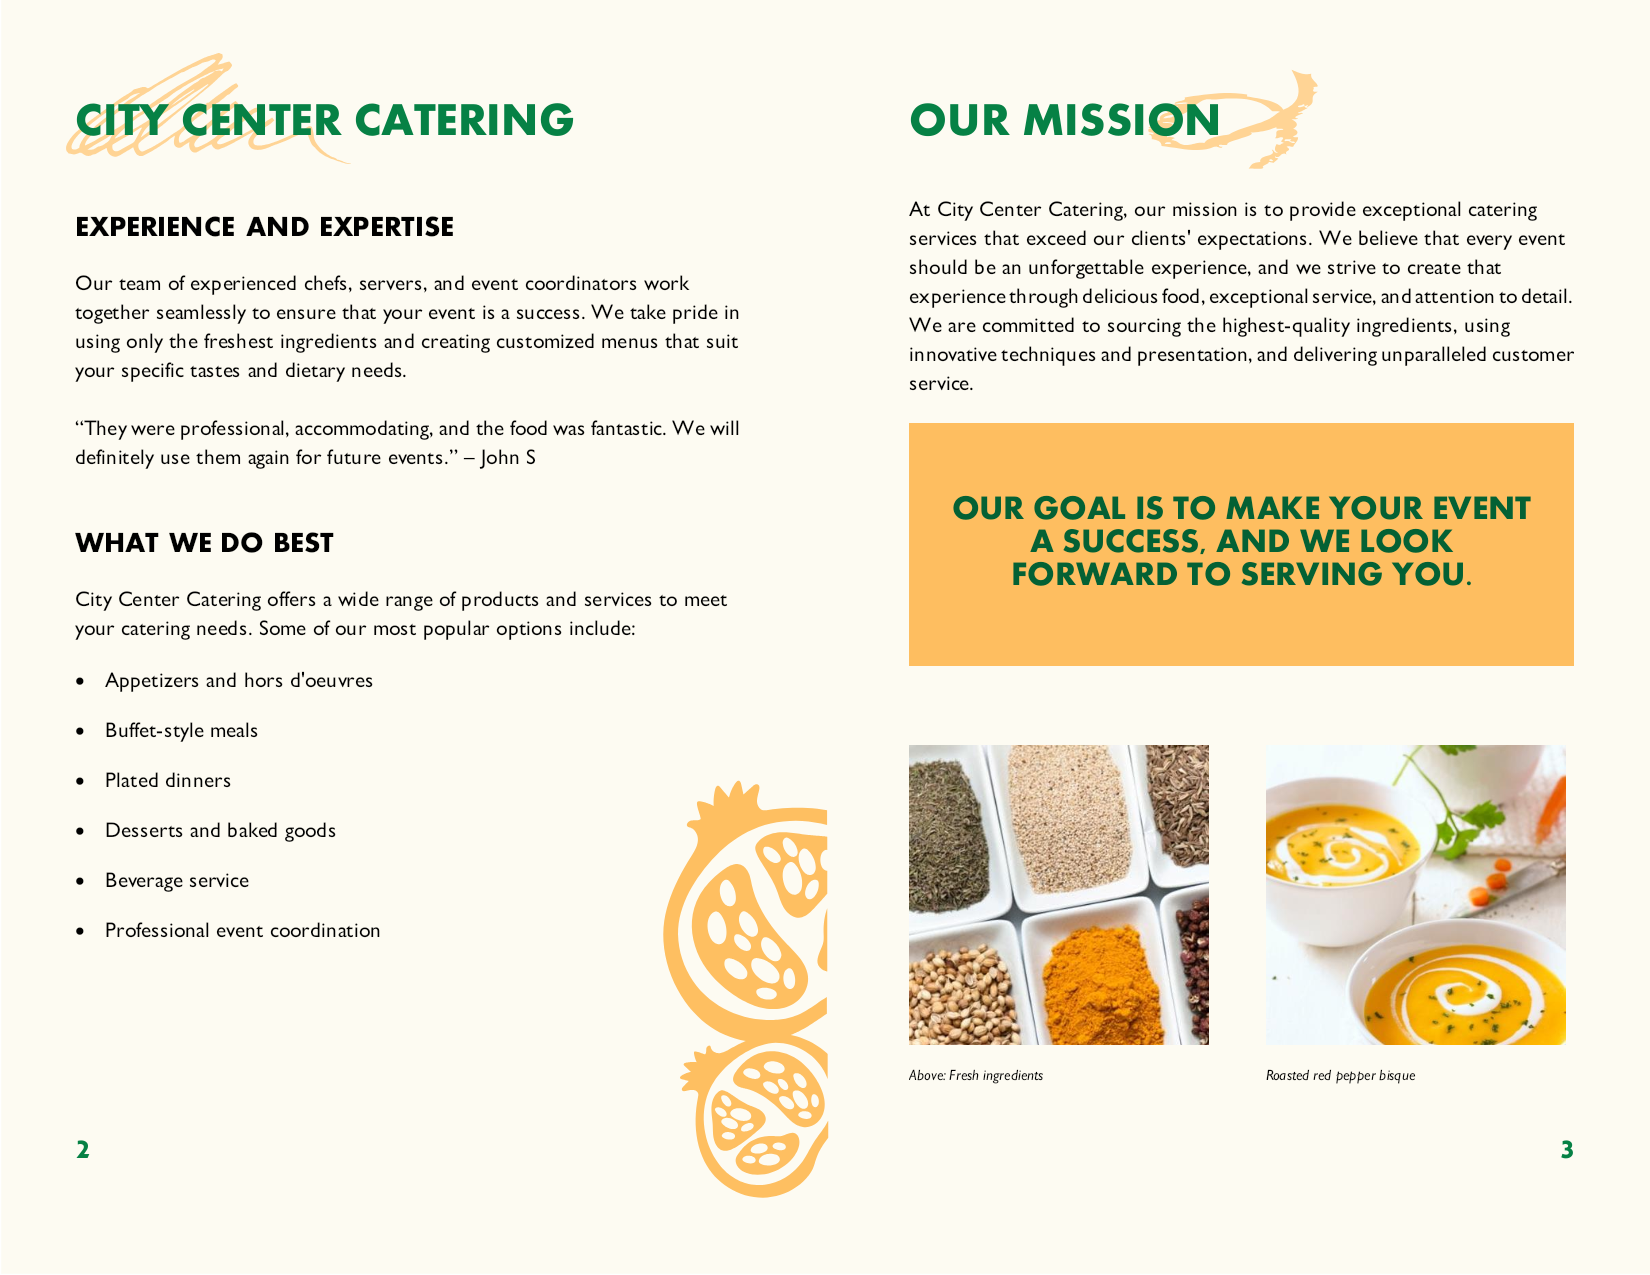 CITY CENTER CATERING
EXPERIENCE AND EXPERTISE
Our team of experienced chefs, servers, and event coordinators work
together seamlessly to ensure that your event is a success. We take pride in
using only the freshest ingredients and creating customized menus that suit
your specific tastes and dietary needs.
“They were professional, accommodating, and the food was fantastic. We will
definitely use them again for future events.” – John S
WHAT WE DO BEST
City Center Catering offers a wide range of products and services to meet
your catering needs. Some of our most popular options include:
• Appetizers and hors d'oeuvres
• Buffet-style meals
• Plated dinners
• Desserts and baked goods
• Beverage service
• Professional event coordination
2
OUR MISSION
At City Center Catering, our mission is to provide exceptional catering
services that exceed our clients' expectations. We believe that every event
should be an unforgettable experience, and we strive to create that
experience through delicious food, exceptional service, and attention to detail.
We are committed to sourcing the highest-quality ingredients, using
innovative techniques and presentation, and delivering unparalleled customer
service.
OUR GOAL IS TO MAKE YOUR EVENT
A SUCCESS, AND WE LOOK
FORWARD TO SERVING YOU.
Above: Fresh ingredients
Roasted red pepper bisque
3